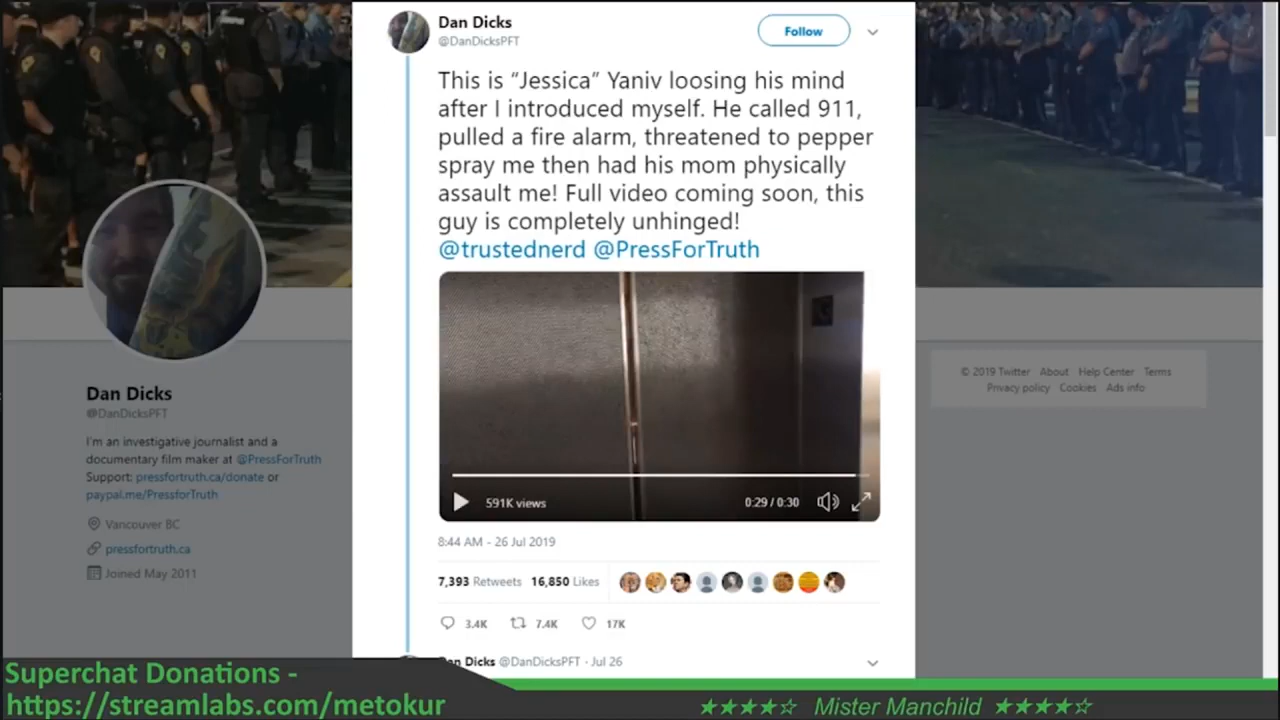 Dan Dicks
@DanDicksPFT
Follow
This is “Jessica” Yaniv loosing his mind
after I introduced myself. He called 911,
pulled a fire alarm, threatened to pepper
spray me then had his mom physically
assault me! Full video coming soon, this
guy is completely unhinged!
@trustednerd @PressForTruth
591K views
0:29 / 0:30
8:44 AM - 26 Jul 2019
7,393 Retweets 16,850 Likes
3.4K 7.4K 17K
Dan Dicks @DanDicksPFT · Jul 26
Dan Dicks
@DanDicksPFT
I'm an investigative journalist and a
documentary film maker at @PressForTruth
Support: pressfortruth.ca/donate or
paypal.me/PressforTruth
Vancouver BC
pressfortruth.ca
Joined May 2011
© 2019 Twitter About Help Center Terms
Privacy policy Cookies Ads info
Superchat Donations -
https://streamlabs.com/metokur
★★★★☆ Mister Manchild ★★★★☆